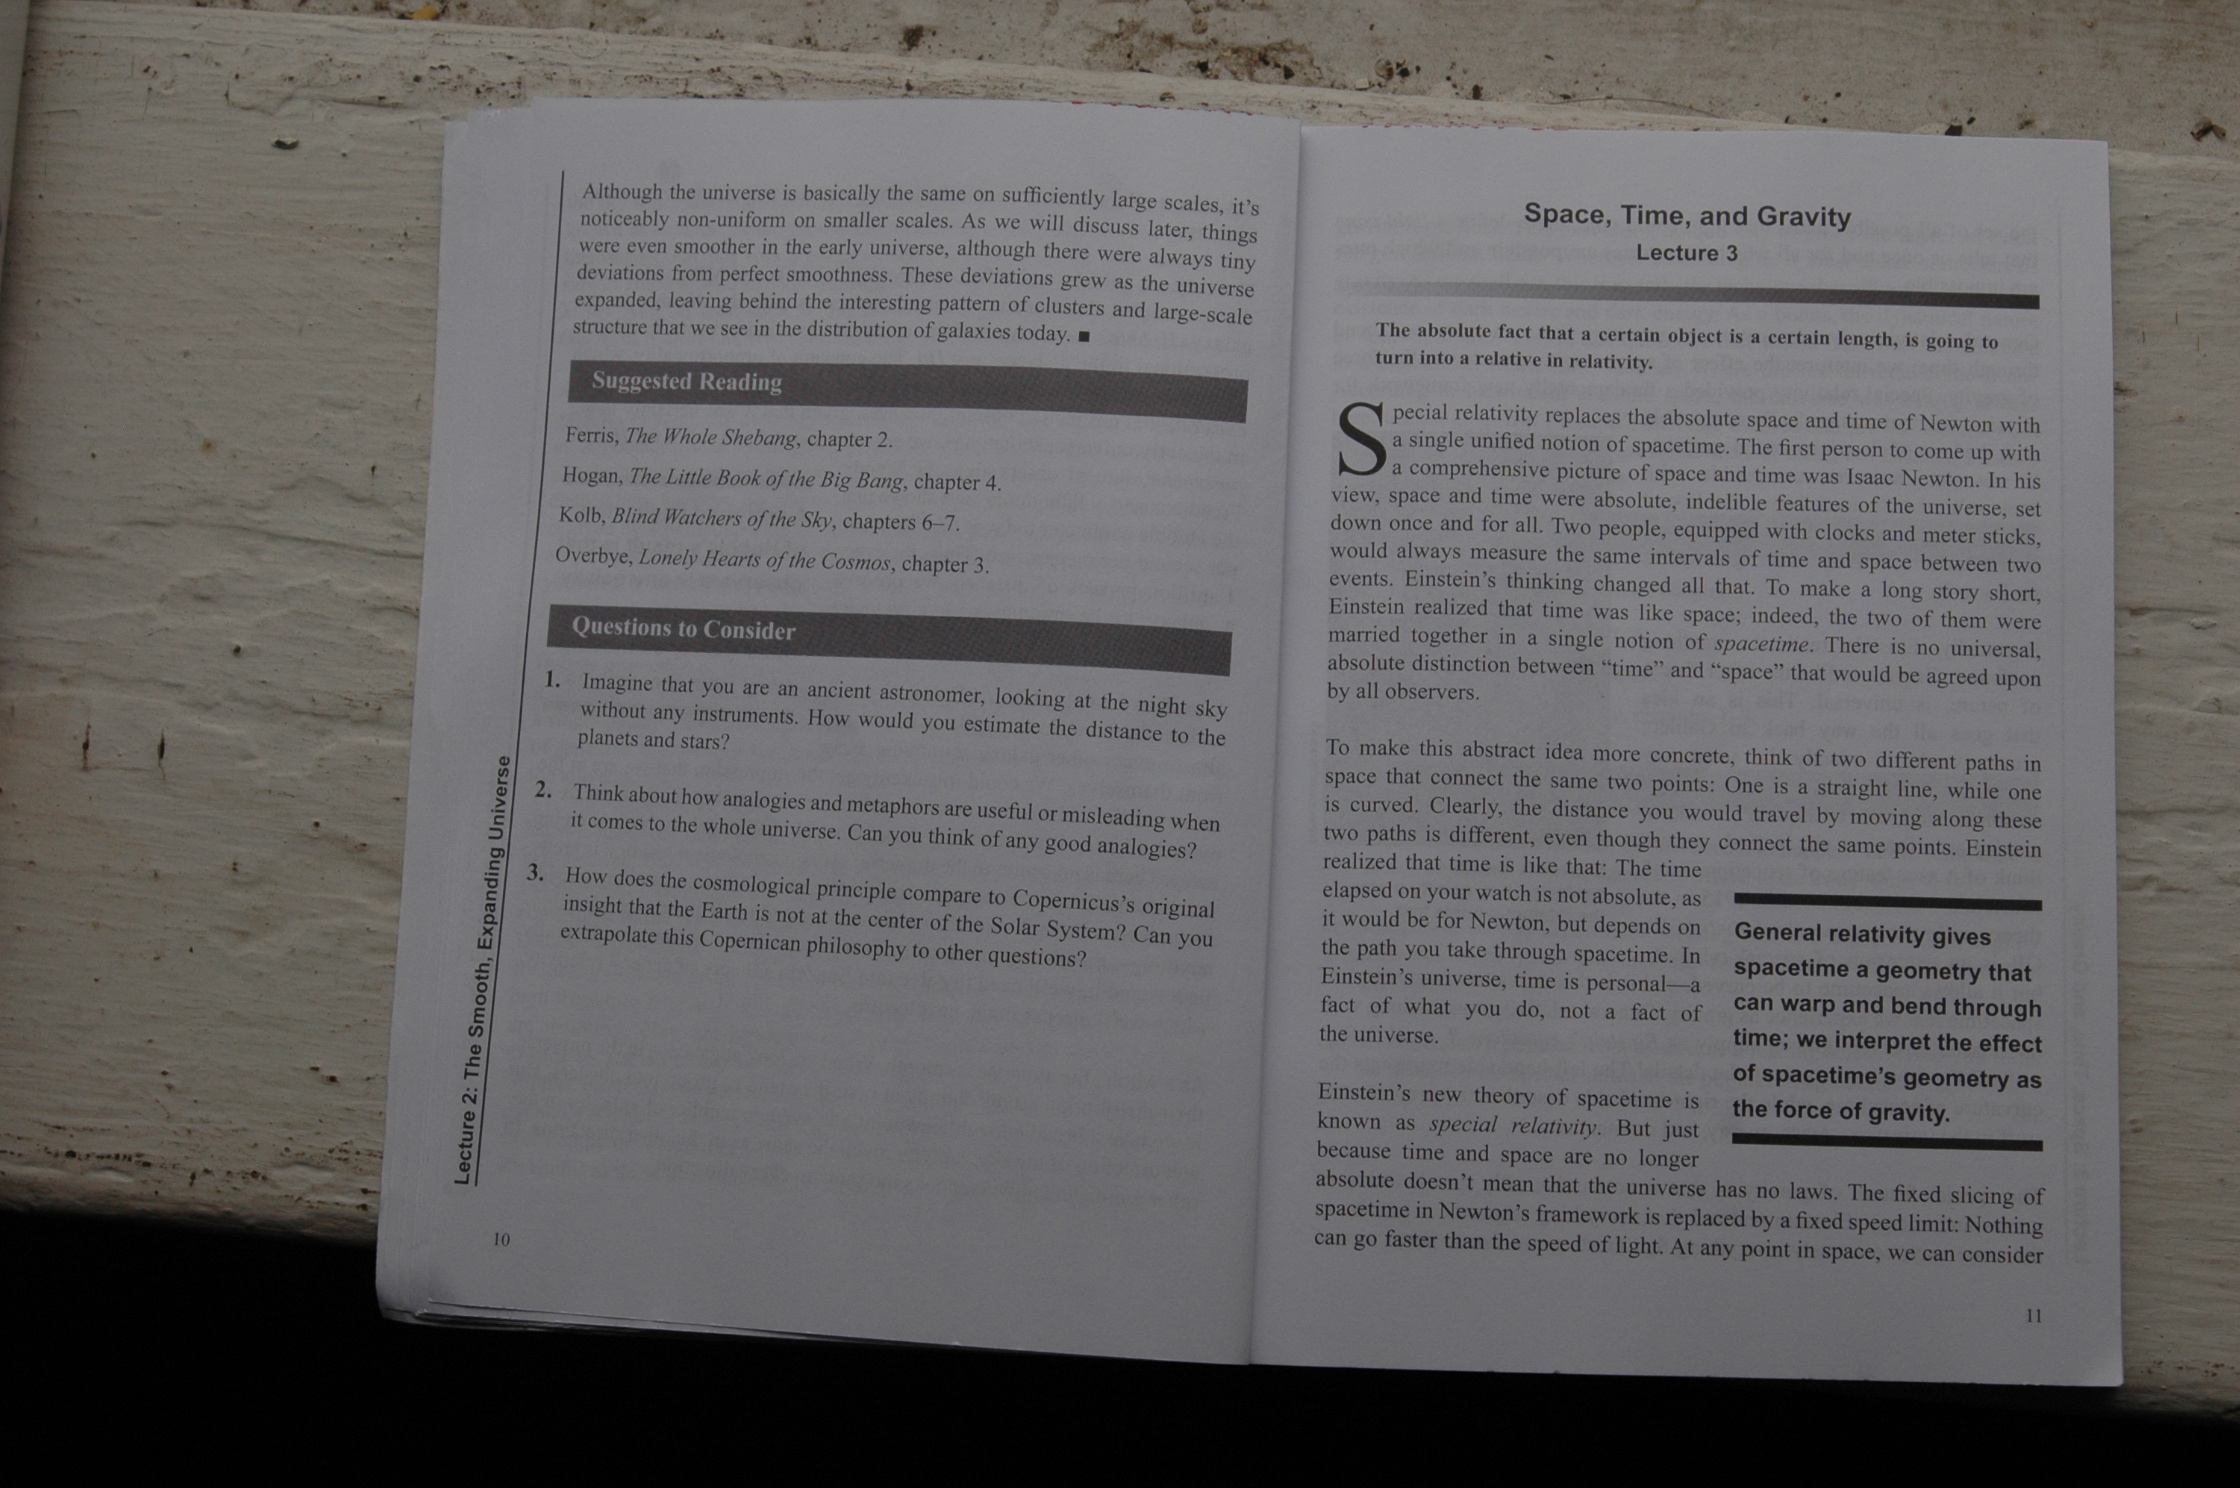 Although the universe is basically the same on sufficiently large scales, it's
noticeably non-uniform on smaller scales. As we will discuss later, things
were even smoother in the early universe, although there were always tiny
deviations from perfect smoothness. These deviations grew as the universe
expanded, leaving behind the interesting pattern of clusters and large-scale
structure that we see in the distribution of galaxies today. ■
Suggested Reading
Ferris, The Whole Shebang, chapter 2.
Hogan, The Little Book of the Big Bang, chapter 4.
Kolb, Blind Watchers of the Sky, chapters 6–7.
Overbye, Lonely Hearts of the Cosmos, chapter 3.
Questions to Consider
1. Imagine that you are an ancient astronomer, looking at the night sky
without any instruments. How would you estimate the distance to the
planets and stars?
2. Think about how analogies and metaphors are useful or misleading when
it comes to the whole universe. Can you think of any good analogies?
3. How does the cosmological principle compare to Copernicus's original
insight that the Earth is not at the center of the Solar System? Can you
extrapolate this Copernican philosophy to other questions?
Lecture 2: The Smooth, Expanding Universe
10
Space, Time, and Gravity
Lecture 3
The absolute fact that a certain object is a certain length, is going to
turn into a relative in relativity.
Special relativity replaces the absolute space and time of Newton with
a single unified notion of spacetime. The first person to come up with
a comprehensive picture of space and time was Isaac Newton. In his
view, space and time were absolute, indelible features of the universe, set
down once and for all. Two people, equipped with clocks and meter sticks,
would always measure the same intervals of time and space between two
events. Einstein's thinking changed all that. To make a long story short,
Einstein realized that time was like space; indeed, the two of them were
married together in a single notion of spacetime. There is no universal,
absolute distinction between “time” and “space” that would be agreed upon
by all observers.
To make this abstract idea more concrete, think of two different paths in
space that connect the same two points: One is a straight line, while one
is curved. Clearly, the distance you would travel by moving along these
two paths is different, even though they connect the same points. Einstein
realized that time is like that: The time
elapsed on your watch is not absolute, as
it would be for Newton, but depends on
the path you take through spacetime. In
Einstein's universe, time is personal—a
fact of what you do, not a fact of
the universe.
General relativity gives
spacetime a geometry that
can warp and bend through
time; we interpret the effect
of spacetime's geometry as
the force of gravity.
Einstein's new theory of spacetime is
known as special relativity. But just
because time and space are no longer
absolute doesn't mean that the universe has no laws. The fixed slicing of
spacetime in Newton's framework is replaced by a fixed speed limit: Nothing
can go faster than the speed of light. At any point in space, we can consider
11